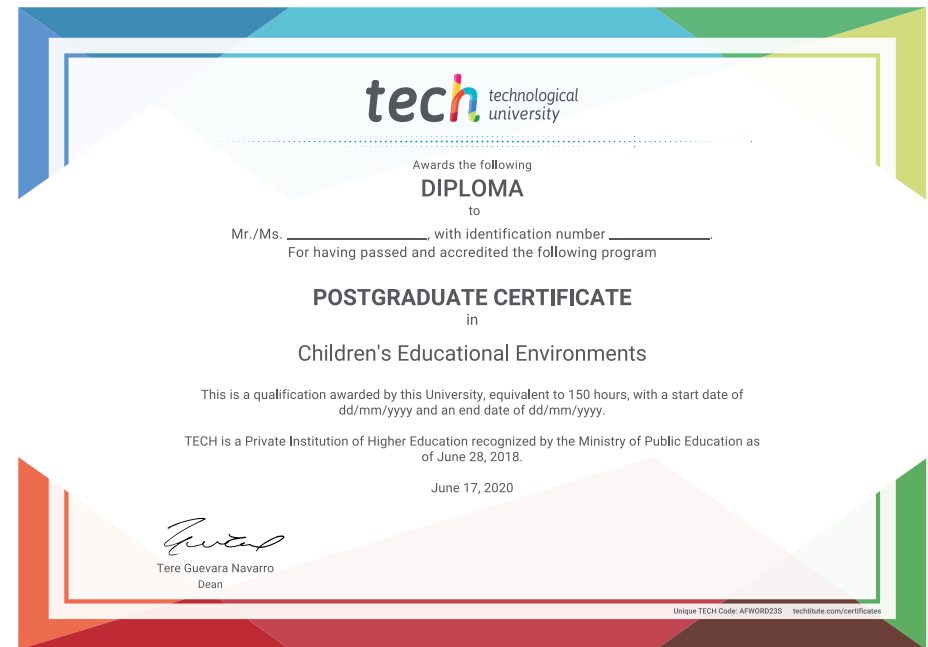 tech technological
university
Awards the following
DIPLOMA
to
Mr./Ms. ____________________, with identification number ______________.
For having passed and accredited the following program
POSTGRADUATE CERTIFICATE
in
Children's Educational Environments
This is a qualification awarded by this University, equivalent to 150 hours, with a start date of
dd/mm/yyyy and an end date of dd/mm/yyyy.
TECH is a Private Institution of Higher Education recognized by the Ministry of Public Education as
of June 28, 2018.
June 17, 2020
Tere Guevara Navarro
Dean
Unique TECH Code: AFWORD23S techtitute.com/certificates